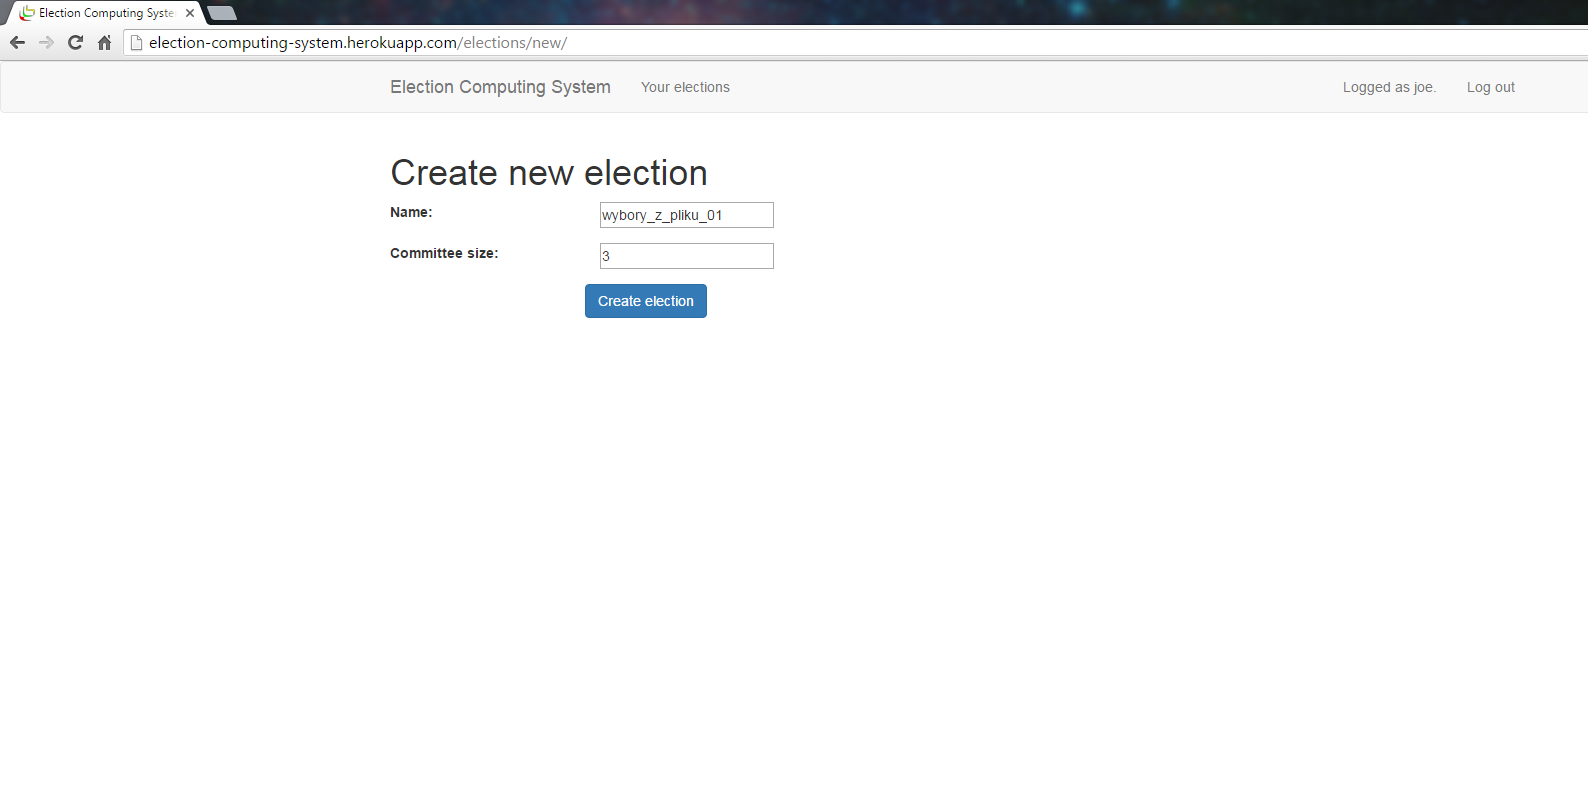 Election Computing Syste
election-computing-system.herokuapp.com/elections/new/
Election Computing System Your elections Logged as joe. Log out
Create new election
Name: wybory_z_pliku_01
Committee size: 3
Create election